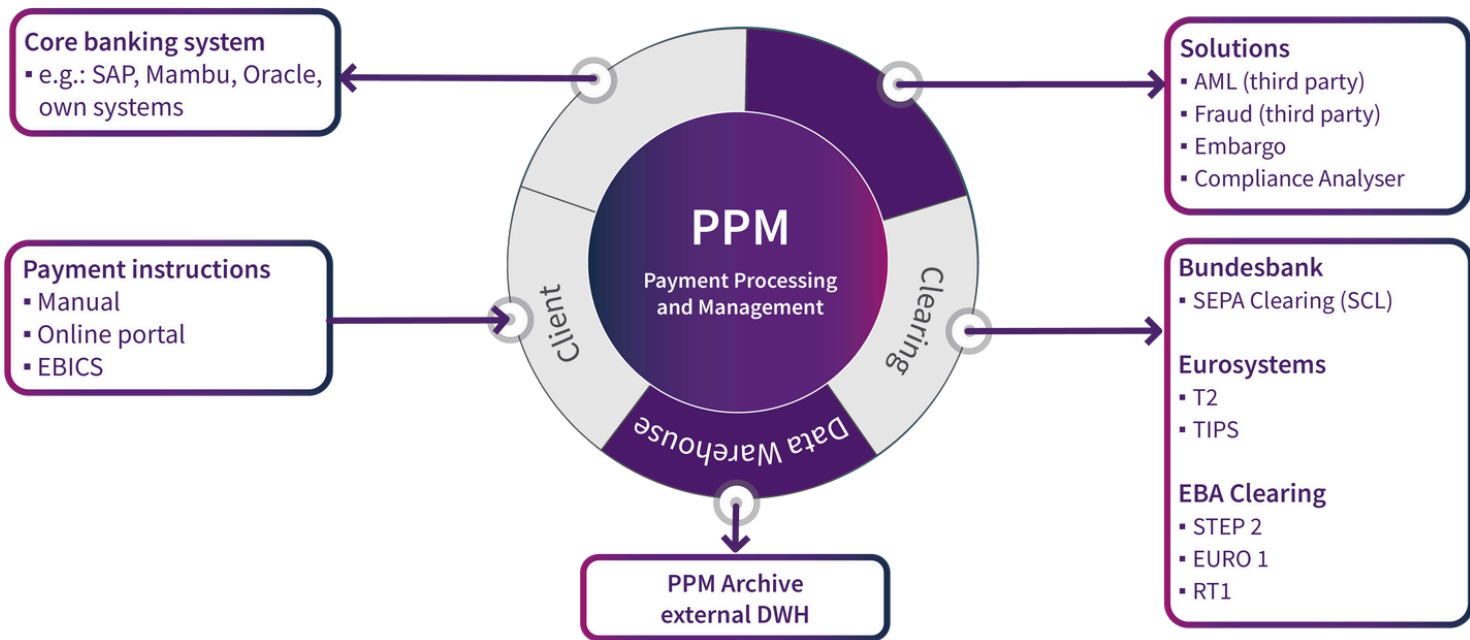 Core banking system
▪ e.g.: SAP, Mambu, Oracle,
own systems
Payment instructions
▪ Manual
▪ Online portal
▪ EBICS
PPM
Payment Processing
and Management
Client
Data Warehouse
Clearing
PPM Archive
external DWH
Solutions
▪ AML (third party)
▪ Fraud (third party)
▪ Embargo
▪ Compliance Analyser
Bundesbank
▪ SEPA Clearing (SCL)
Eurosystems
▪ T2
▪ TIPS
EBA Clearing
▪ STEP 2
▪ EURO 1
▪ RT1